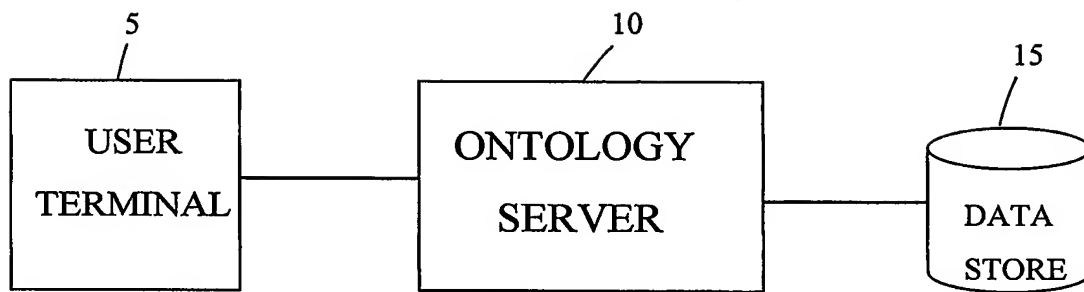 5
10
15
USER
TERMINAL
ONTOLOGY
SERVER
DATA
STORE